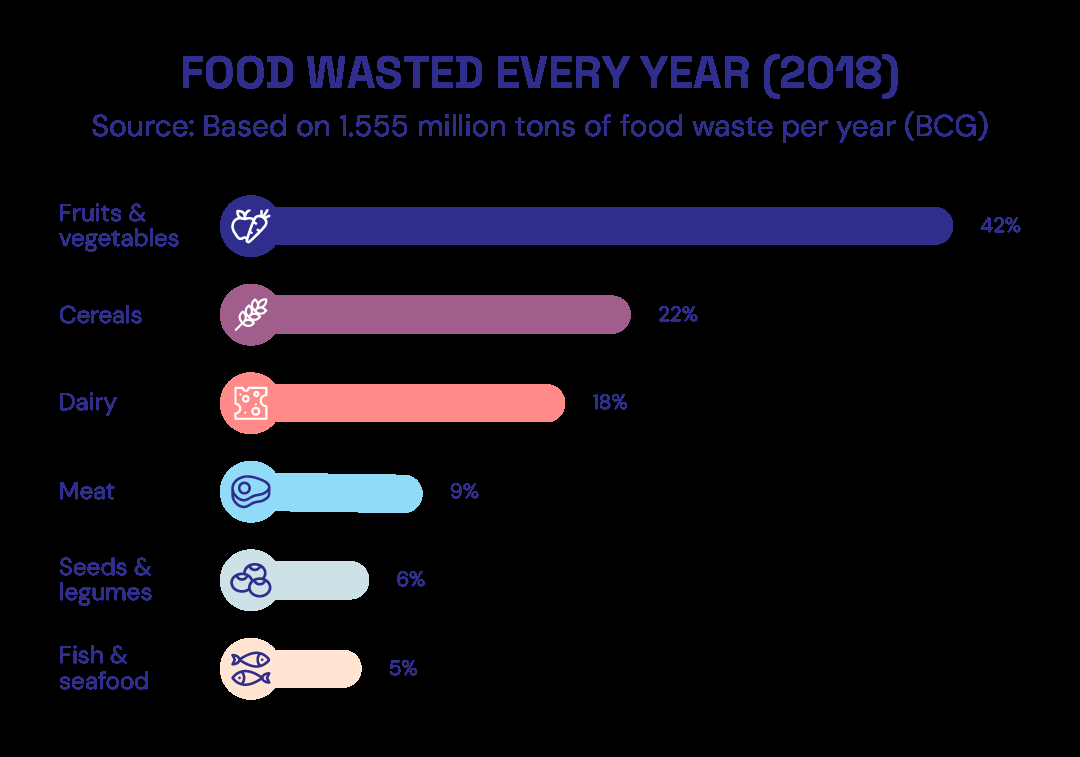 FOOD WASTED EVERY YEAR (2018)
Source: Based on 1.555 million tons of food waste per year (BCG)
Fruits &
vegetables
42%
Cereals
22%
Dairy
18%
Meat
9%
Seeds &
legumes
6%
Fish &
seafood
5%